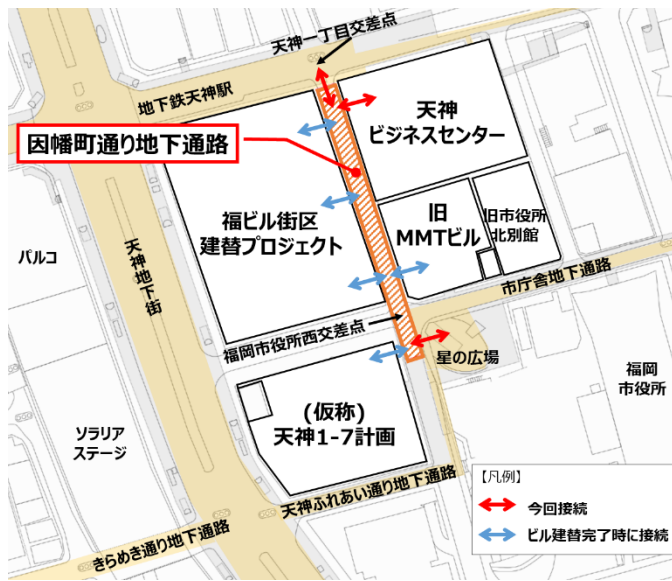 天神一丁目交差点
地下鉄天神駅
天神
ビジネスセンター
因幡町通り地下通路
福ビル街区
建替プロジェクト
旧
MMTビル
旧市役所
北別館
パルコ
天神地下街
市庁舎地下通路
福岡市役所西交差点
星の広場
福岡
市役所
(仮称)
天神1-7計画
ソラリア
ステージ
天神ふれあい通り地下通路
きらめき通り地下通路
【凡例】
今回接続
ビル建替完了時に接続